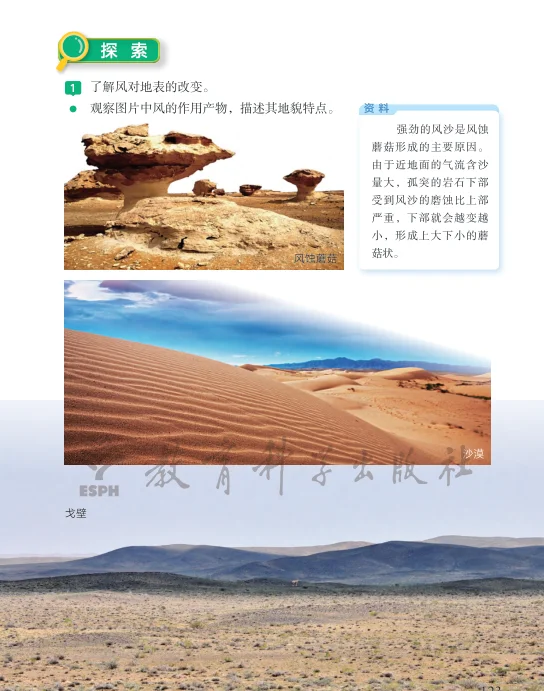 探 索
1 了解风对地表的改变。
● 观察图片中风的作用产物，描述其地貌特点。
资料
强劲的风沙是风蚀
蘑菇形成的主要原因。
由于近地面的气流含沙
量大，孤突的岩石下部
受到风沙的磨蚀比上部
严重，下部就会越变越
小，形成上大下小的蘑
菇状。
风蚀蘑菇
沙漠
ESPH 教育科学出版社
戈壁